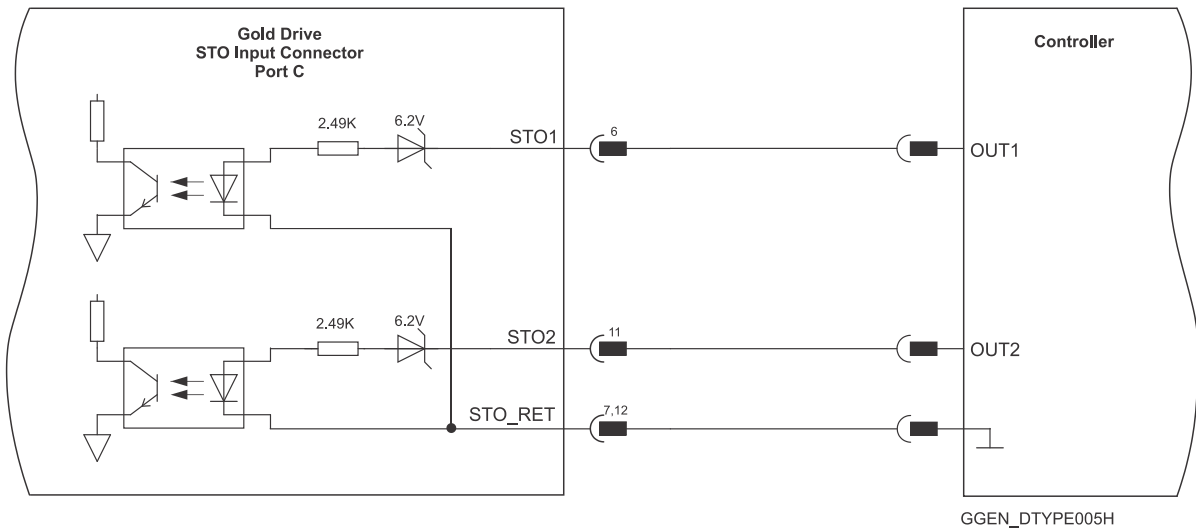 Gold Drive
STO Input Connector
Port C
Controller
2.49K
6.2V
STO1
6
OUT1
2.49K
6.2V
STO2
11
OUT2
STO_RET
7,12
GGEN_DTYPE005H